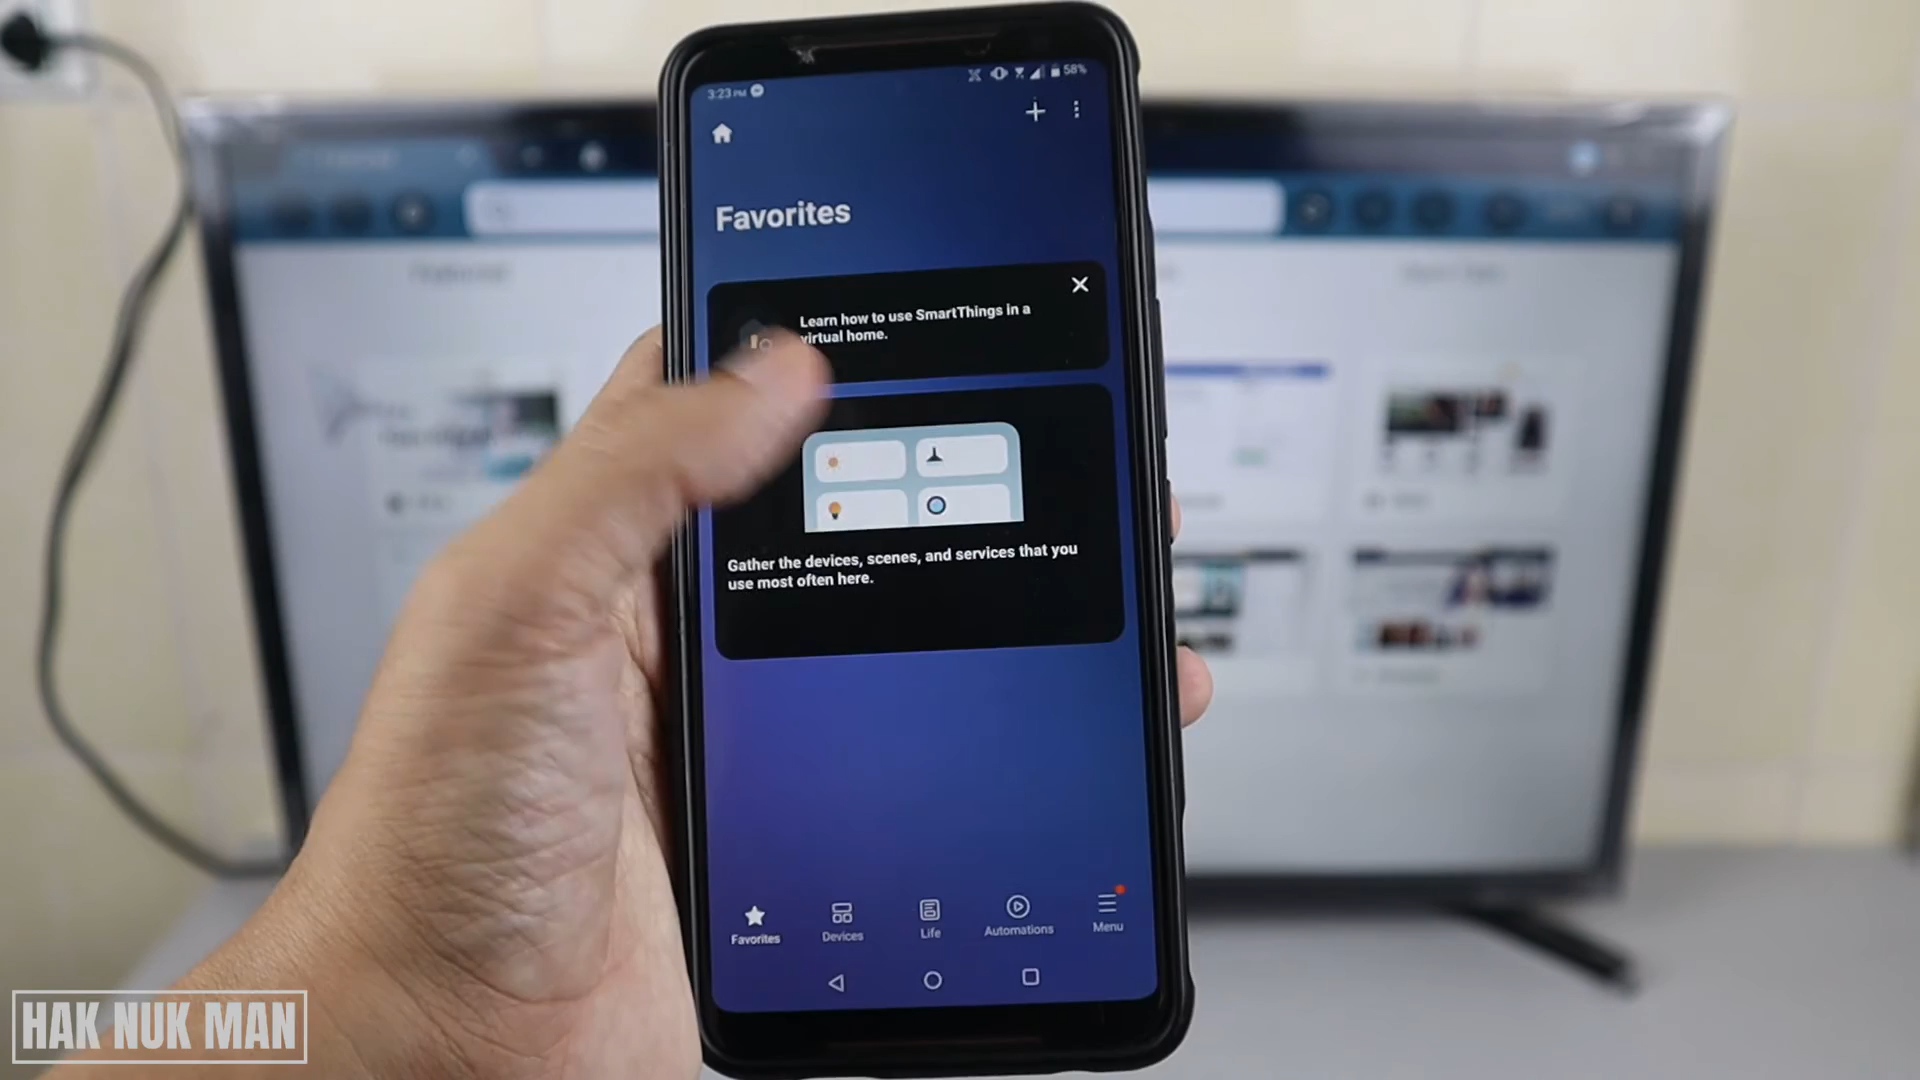 3:23 PM
58%
Favorites
Learn how to use SmartThings in a
virtual home.
Gather the devices, scenes, and services that you
use most often here.
Favorites
Devices
Life
Automations
Menu
HAK NUK MAN